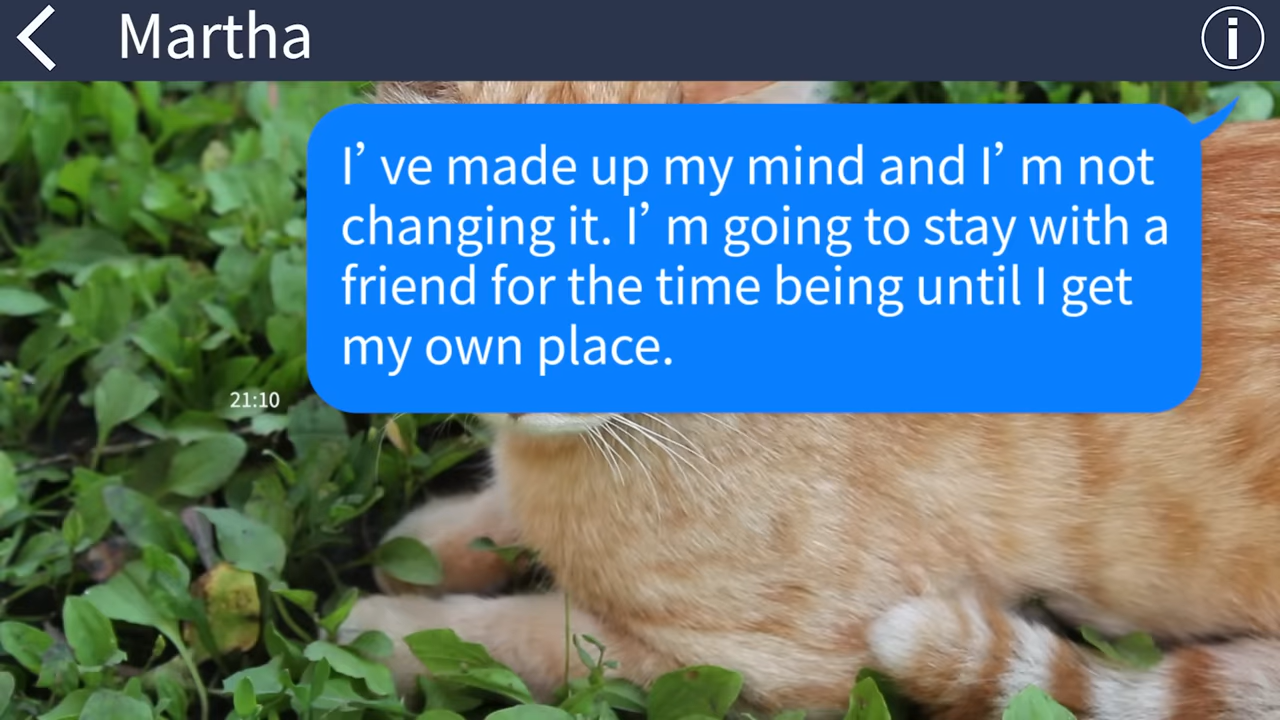 Martha
I’ ve made up my mind and I’ m not
changing it. I’ m going to stay with a
friend for the time being until I get
my own place.
21:10